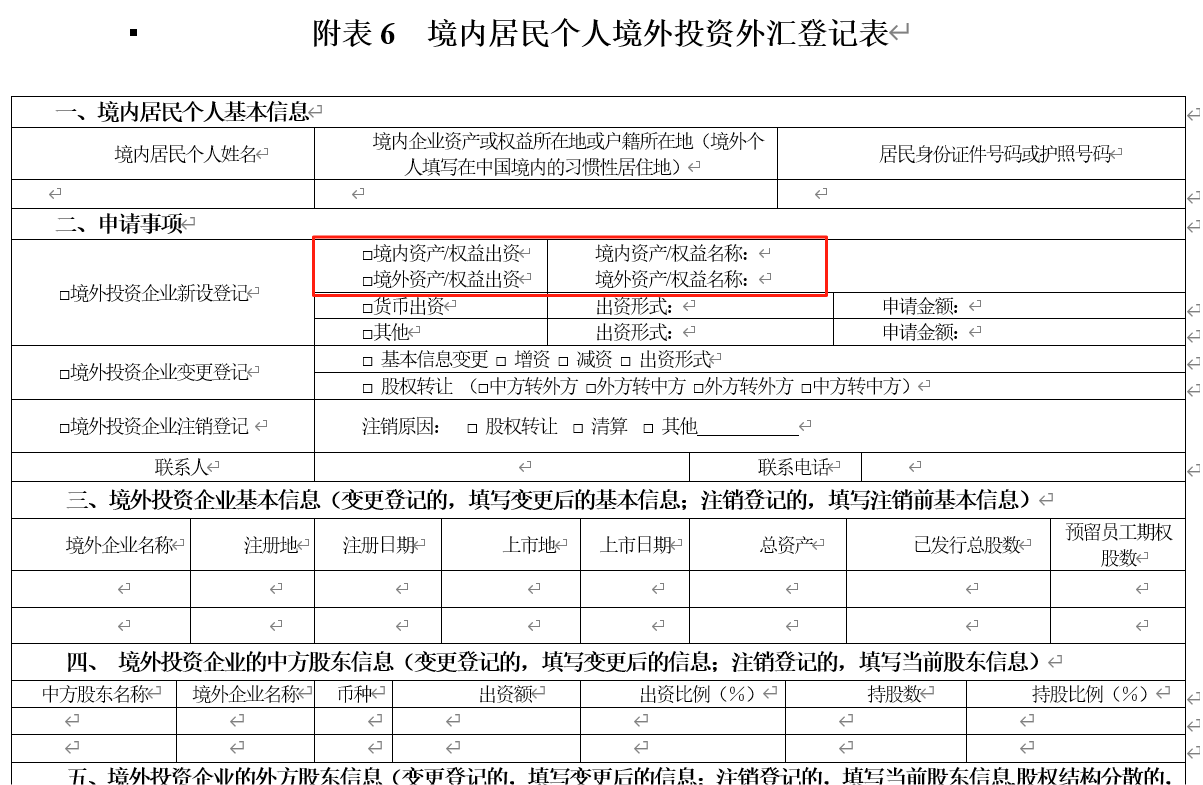 附表 6 境内居民个人境外投资外汇登记表
一、境内居民个人基本信息
境内居民个人姓名
境内企业资产或权益所在地或户籍所在地（境外个
人填写在中国境内的习惯性居住地）
居民身份证件号码或护照号码
二、申请事项
□境外投资企业新设登记
□境内资产/权益出资 境内资产/权益名称：
□境外资产/权益出资 境外资产/权益名称：
□货币出资 出资形式： 申请金额：
□其他 出资形式： 申请金额：
□境外投资企业变更登记
□ 基本信息变更 □ 增资 □ 减资 □ 出资形式
□ 股权转让 （□中方转外方 □外方转中方 □外方转外方 □中方转中方）
□境外投资企业注销登记 注销原因： □ 股权转让 □ 清算 □ 其他
联系人 联系电话
三、境外投资企业基本信息（变更登记的，填写变更后的基本信息；注销登记的，填写注销前基本信息）
境外企业名称 注册地 注册日期 上市地 上市日期 总资产 已发行总股数 预留员工期权
股数
四、 境外投资企业的中方股东信息（变更登记的，填写变更后的信息；注销登记的，填写当前股东信息）
中方股东名称 境外企业名称 币种 出资额 出资比例（%） 持股数 持股比例（%）
五、境外投资企业的外方股东信息（变更登记的，填写变更后的信息；注销登记的，填写当前股东信息,股权结构分散的，